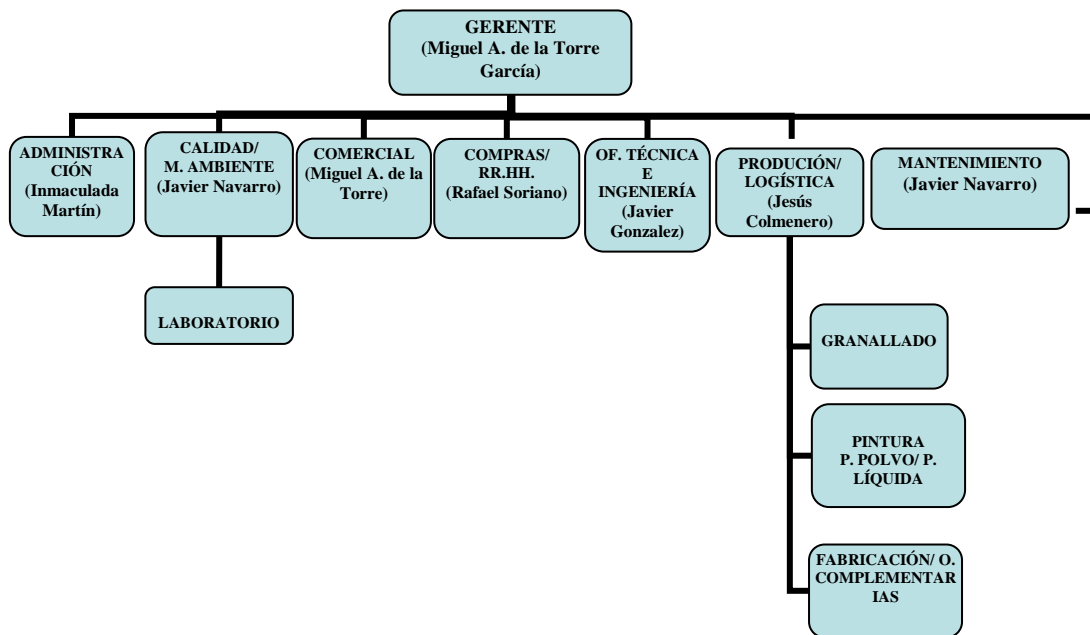 GERENTE
(Miguel A. de la Torre
García)
ADMINISTRA
CIÓN
(Inmaculada
Martín)
CALIDAD/
M. AMBIENTE
(Javier Navarro)
COMERCIAL
(Miguel A. de la
Torre)
COMPRAS/
RR.HH.
(Rafael Soriano)
OF. TÉCNICA
E
INGENIERÍA
(Javier
Gonzalez)
PRODUCIÓN/
LOGÍSTICA
(Jesús
Colmenero)
MANTENIMIENTO
(Javier Navarro)
LABORATORIO
GRANALLADO
PINTURA
P. POLVO/ P.
LÍQUIDA
FABRICACIÓN/ O.
COMPLEMENTAR
IAS